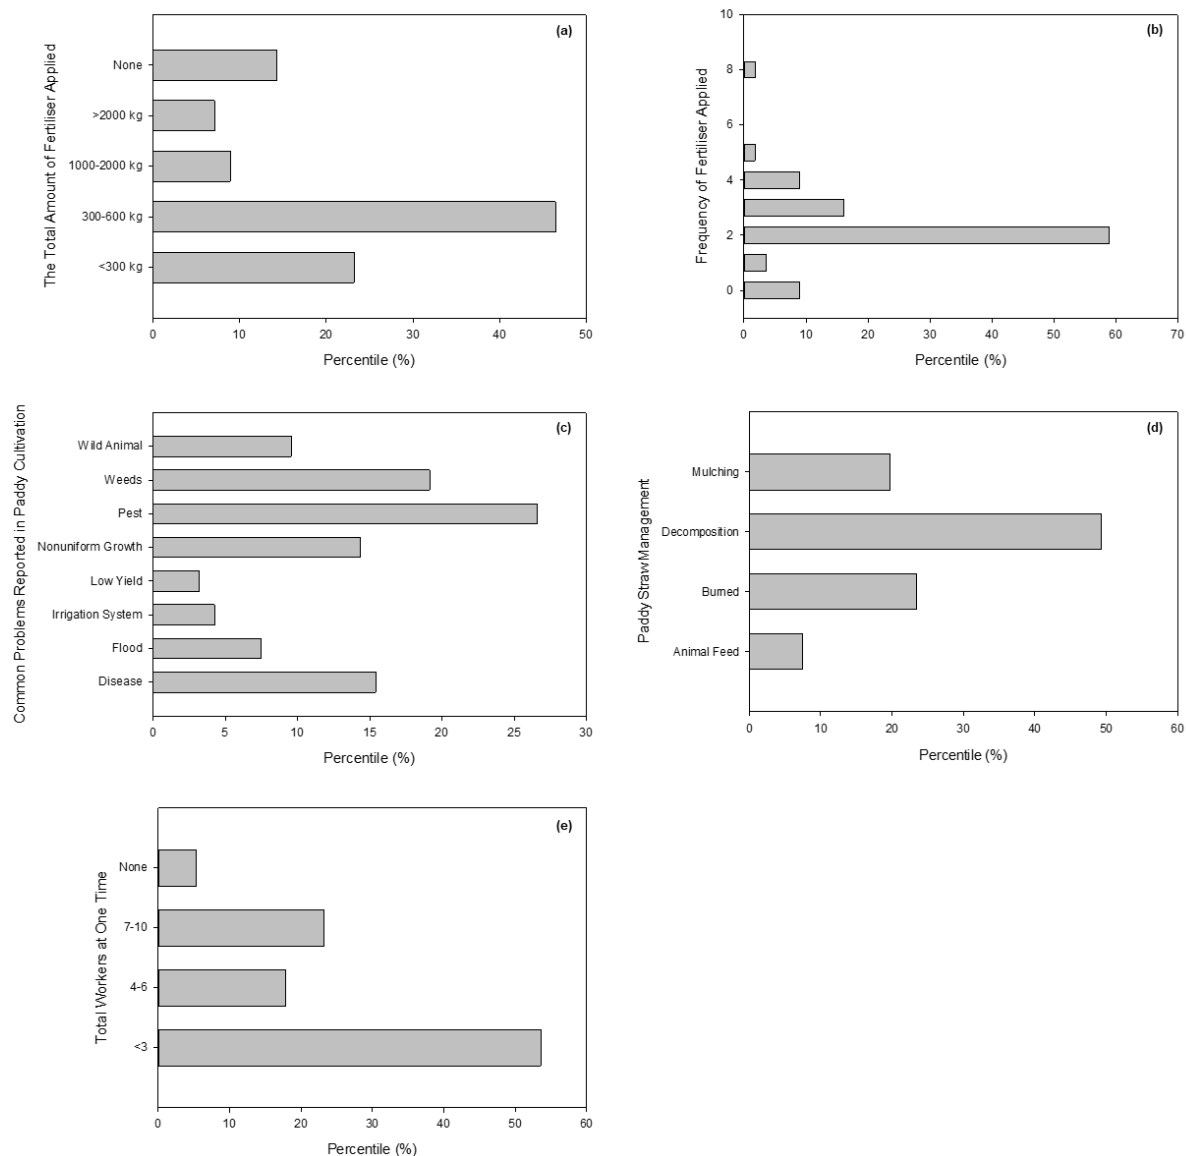 (a)
The Total Amount of Fertiliser Applied
None
>2000 kg
1000-2000 kg
300-600 kg
<300 kg
0 10 20 30 40 50
Percentile (%)
(b)
Frequency of Fertiliser Applied
10
8
6
4
2
0
0 10 20 30 40 50 60 70
Percentile (%)
(c)
Common Problems Reported in Paddy Cultivation
Wild Animal
Weeds
Pest
Nonuniform Growth
Low Yield
Irrigation System
Flood
Disease
0 5 10 15 20 25 30
Percentile (%)
(d)
Paddy Straw Management
Mulching
Decomposition
Burned
Animal Feed
0 10 20 30 40 50 60
Percentile (%)
(e)
Total Workers at One Time
None
7-10
4-6
<3
0 10 20 30 40 50 60
Percentile (%)